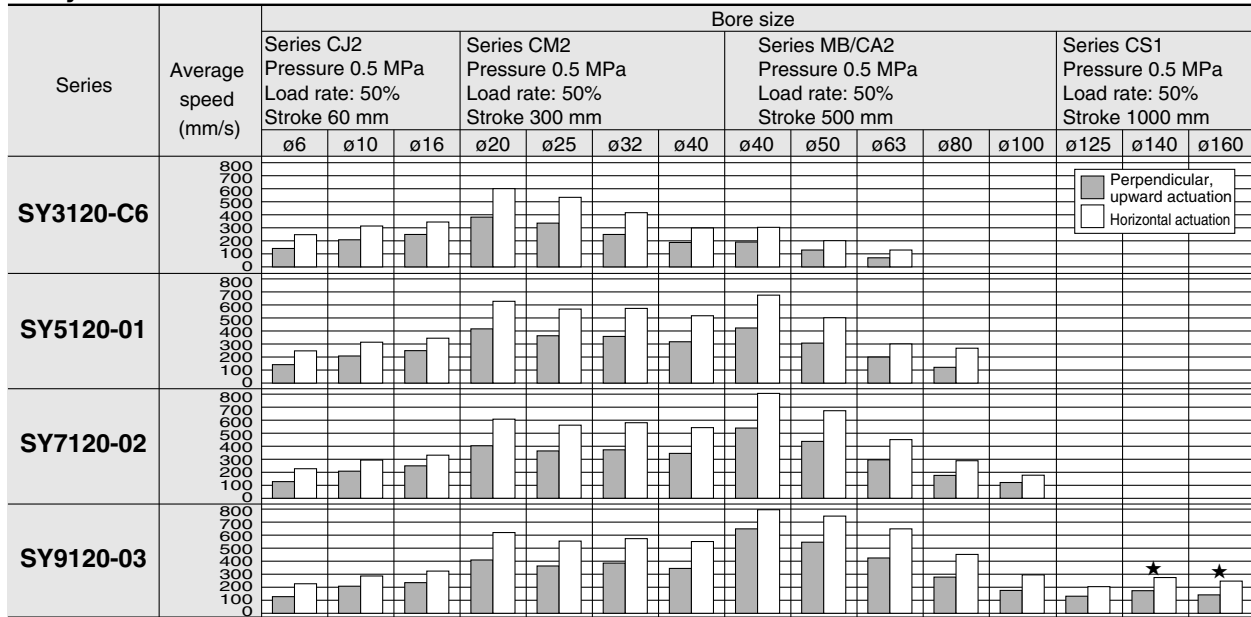 Bore size
Series
Average
speed
(mm/s)
Series CJ2
Pressure 0.5 MPa
Load rate: 50%
Stroke 60 mm
Series CM2
Pressure 0.5 MPa
Load rate: 50%
Stroke 300 mm
Series MB/CA2
Pressure 0.5 MPa
Load rate: 50%
Stroke 500 mm
Series CS1
Pressure 0.5 MPa
Load rate: 50%
Stroke 1000 mm
ø6 ø10 ø16 ø20 ø25 ø32 ø40 ø40 ø50 ø63 ø80 ø100 ø125 ø140 ø160
SY3120-C6
800
700
600
500
400
300
200
100
0
Perpendicular,
upward actuation
Horizontal actuation
SY5120-01
800
700
600
500
400
300
200
100
0
SY7120-02
800
700
600
500
400
300
200
100
0
SY9120-03
800
700
600
500
400
300
200
100
0
★ ★